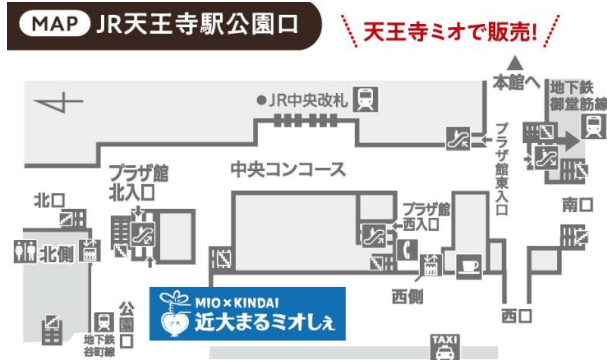 MAP JR天王寺駅公園口
天王寺ミオで販売!
本館へ
地下鉄
御堂筋線
●JR中央改札
プラザ館東入口
中央コンコース
プラザ館
北入口
北口
プラザ館
西入口
南口
北側
西側
西口
公園口
地下鉄
谷町線
MIO×KINDAI
近大まるミオしぇ
TAXI